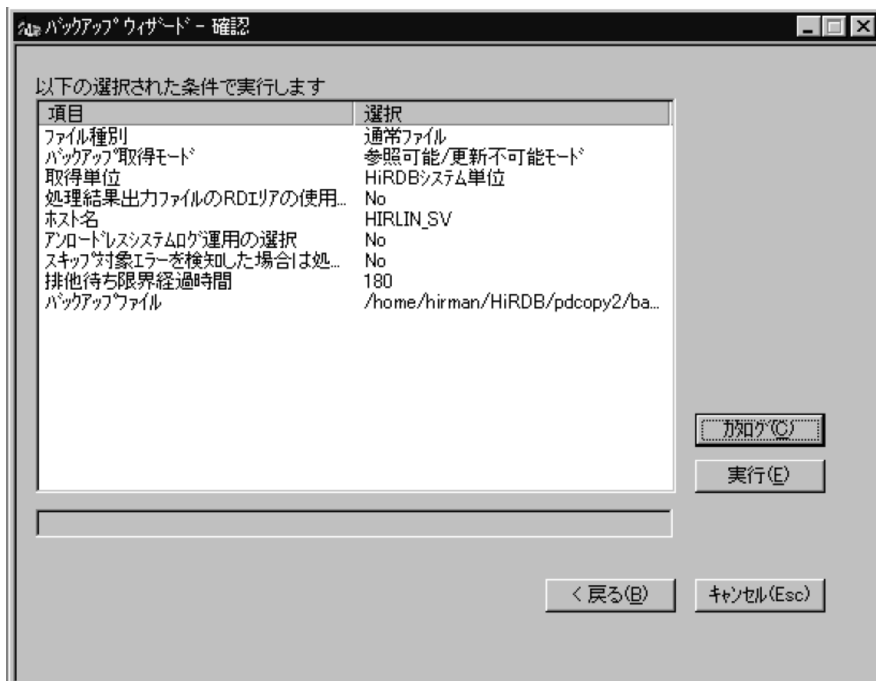 バックアップウィザード - 確認
以下の選択された条件で実行します
項目 選択
ファイル種別 通常ファイル
バックアップ取得モード 参照可能/更新不可能モード
取得単位 HiRDBシステム単位
処理結果出力ファイルのRDエリアの使用... No
ホスト名 HIRLIN_SV
アンロードレスシステムログ運用の選択 No
スキップ対象エラーを検知した場合は処... No
排他待ち限界経過時間 180
バックアップファイル /home/hirman/HiRDB/pdcopy2/ba...
カタログ(C)
実行(E)
< 戻る(B)
キャンセル(Esc)